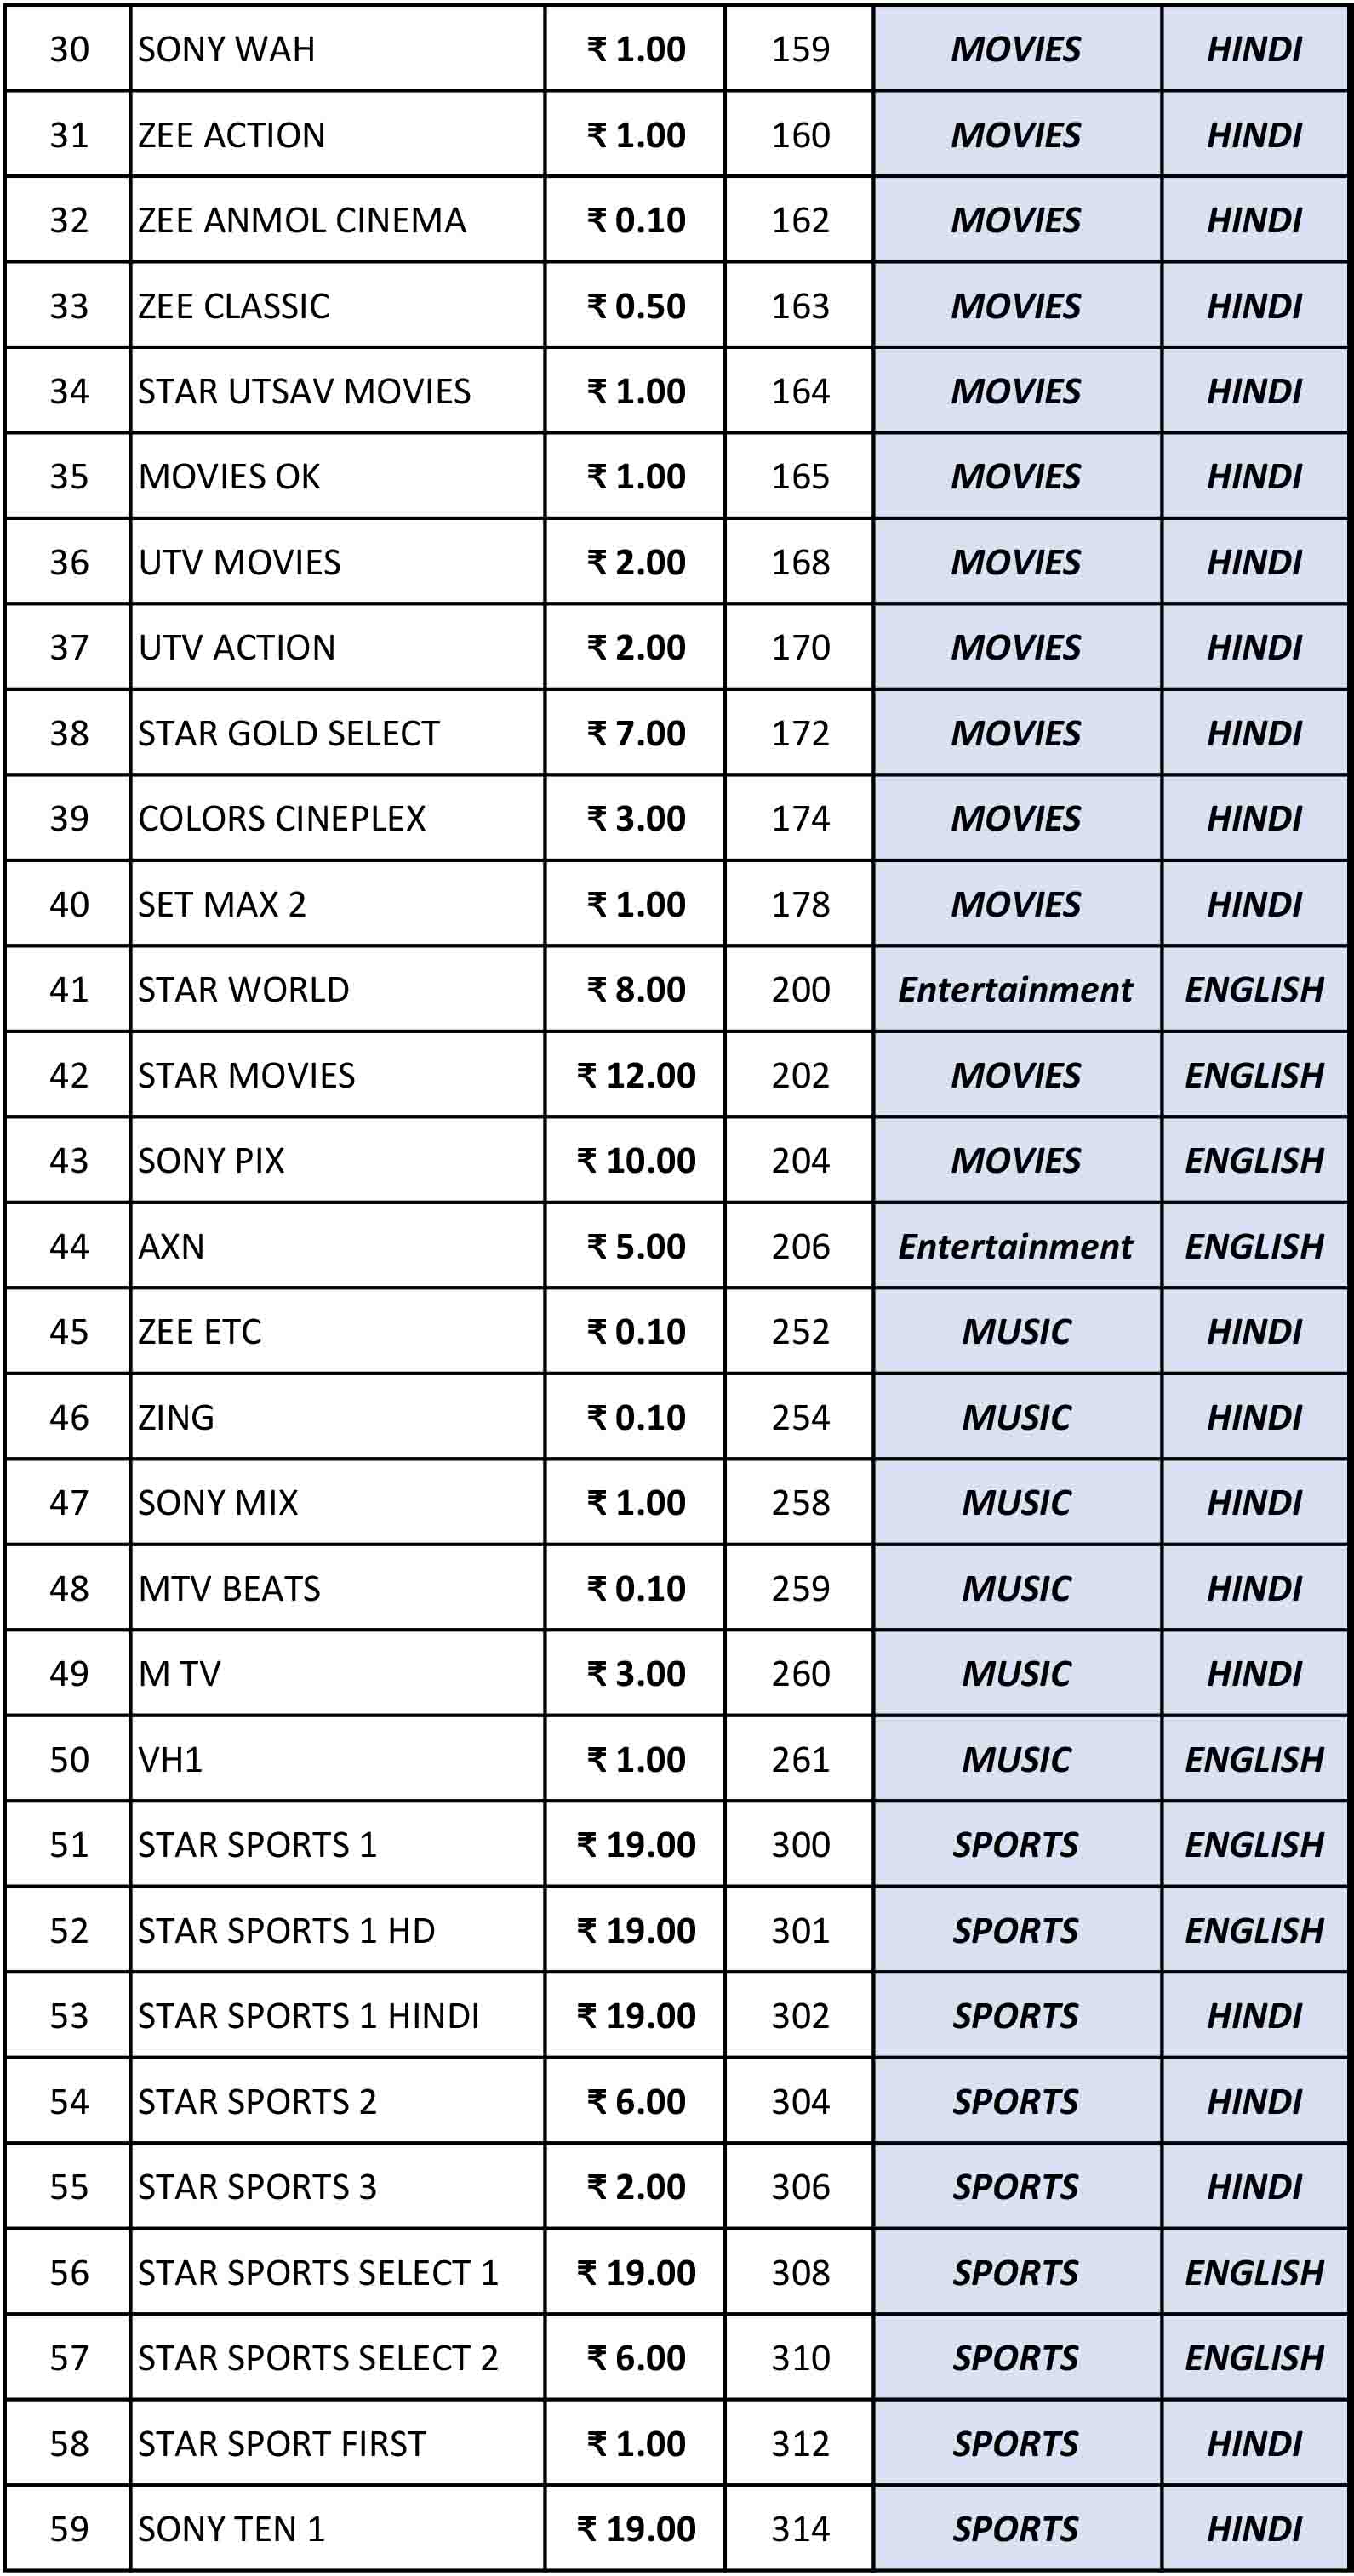 30 SONY WAH ₹ 1.00 159 MOVIES HINDI
31 ZEE ACTION ₹ 1.00 160 MOVIES HINDI
32 ZEE ANMOL CINEMA ₹ 0.10 162 MOVIES HINDI
33 ZEE CLASSIC ₹ 0.50 163 MOVIES HINDI
34 STAR UTSAV MOVIES ₹ 1.00 164 MOVIES HINDI
35 MOVIES OK ₹ 1.00 165 MOVIES HINDI
36 UTV MOVIES ₹ 2.00 168 MOVIES HINDI
37 UTV ACTION ₹ 2.00 170 MOVIES HINDI
38 STAR GOLD SELECT ₹ 7.00 172 MOVIES HINDI
39 COLORS CINEPLEX ₹ 3.00 174 MOVIES HINDI
40 SET MAX 2 ₹ 1.00 178 MOVIES HINDI
41 STAR WORLD ₹ 8.00 200 Entertainment ENGLISH
42 STAR MOVIES ₹ 12.00 202 MOVIES ENGLISH
43 SONY PIX ₹ 10.00 204 MOVIES ENGLISH
44 AXN ₹ 5.00 206 Entertainment ENGLISH
45 ZEE ETC ₹ 0.10 252 MUSIC HINDI
46 ZING ₹ 0.10 254 MUSIC HINDI
47 SONY MIX ₹ 1.00 258 MUSIC HINDI
48 MTV BEATS ₹ 0.10 259 MUSIC HINDI
49 M TV ₹ 3.00 260 MUSIC HINDI
50 VH1 ₹ 1.00 261 MUSIC ENGLISH
51 STAR SPORTS 1 ₹ 19.00 300 SPORTS ENGLISH
52 STAR SPORTS 1 HD ₹ 19.00 301 SPORTS ENGLISH
53 STAR SPORTS 1 HINDI ₹ 19.00 302 SPORTS HINDI
54 STAR SPORTS 2 ₹ 6.00 304 SPORTS HINDI
55 STAR SPORTS 3 ₹ 2.00 306 SPORTS HINDI
56 STAR SPORTS SELECT 1 ₹ 19.00 308 SPORTS ENGLISH
57 STAR SPORTS SELECT 2 ₹ 6.00 310 SPORTS ENGLISH
58 STAR SPORT FIRST ₹ 1.00 312 SPORTS HINDI
59 SONY TEN 1 ₹ 19.00 314 SPORTS HINDI